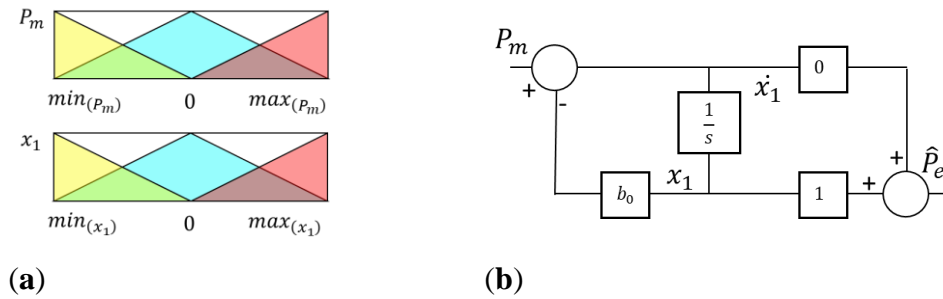 P_m
min_(P_m) 0 max_(P_m)
x_1
min_(x_1) 0 max_(x_1)
(a)
P_m
+
-
ẋ_1
0
1/s
b_0
x_1
1
+
+
P̂_e
(b)